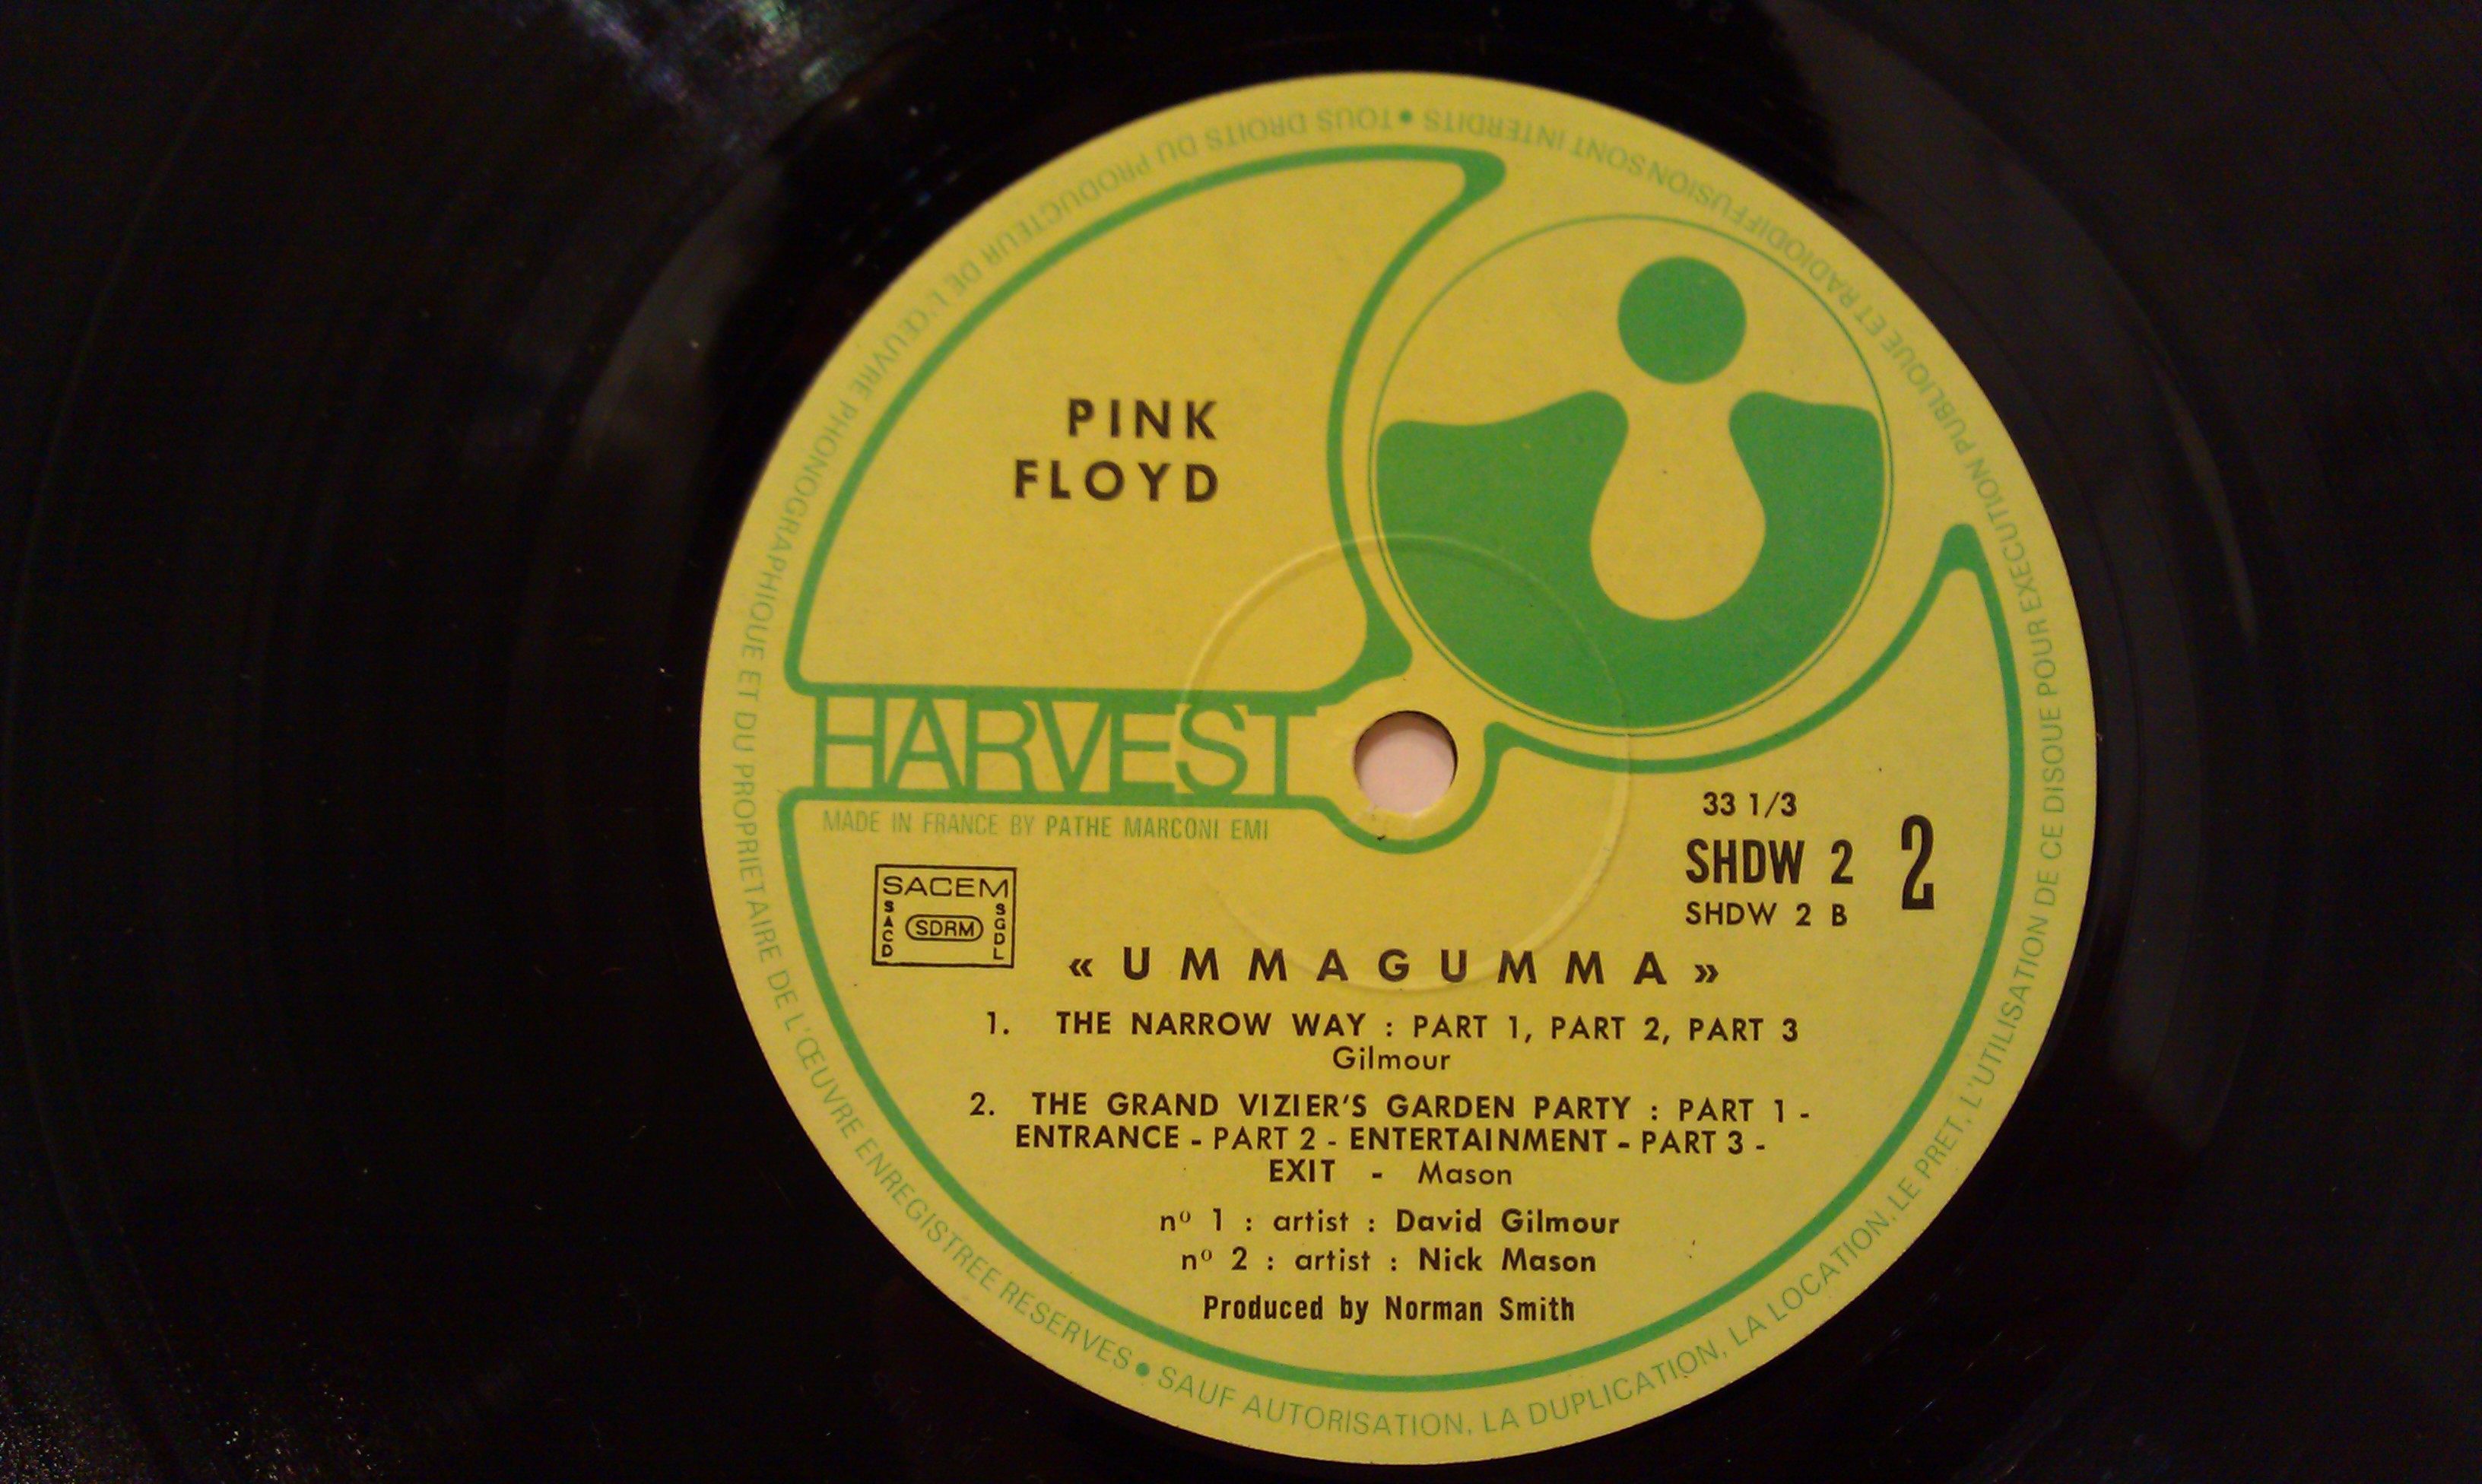 PINK
FLOYD
HARVEST
MADE IN FRANCE BY PATHE MARCONI EMI
33 1/3
SHDW 2
2
SHDW 2 B
SACEM
SACD
SDRM
SGDL
« UMMAGUMMA »
1. THE NARROW WAY : PART 1, PART 2, PART 3
Gilmour
2. THE GRAND VIZIER'S GARDEN PARTY : PART 1 -
ENTRANCE - PART 2 - ENTERTAINMENT - PART 3 -
EXIT - Mason
nº 1 : artist : David Gilmour
nº 2 : artist : Nick Mason
Produced by Norman Smith
TOUS DROITS DU PRODUCTEUR DE L'ŒUVRE PHONOGRAPHIQUE ET DU PROPRIETAIRE DE L'ŒUVRE ENREGISTREE RESERVES • SAUF AUTORISATION, LA DUPLICATION, LA LOCATION, LE PRET, L'UTILISATION DE CE DISQUE POUR EXECUTION PUBLIQUE ET RADIODIFFUSION SONT INTERDITS •